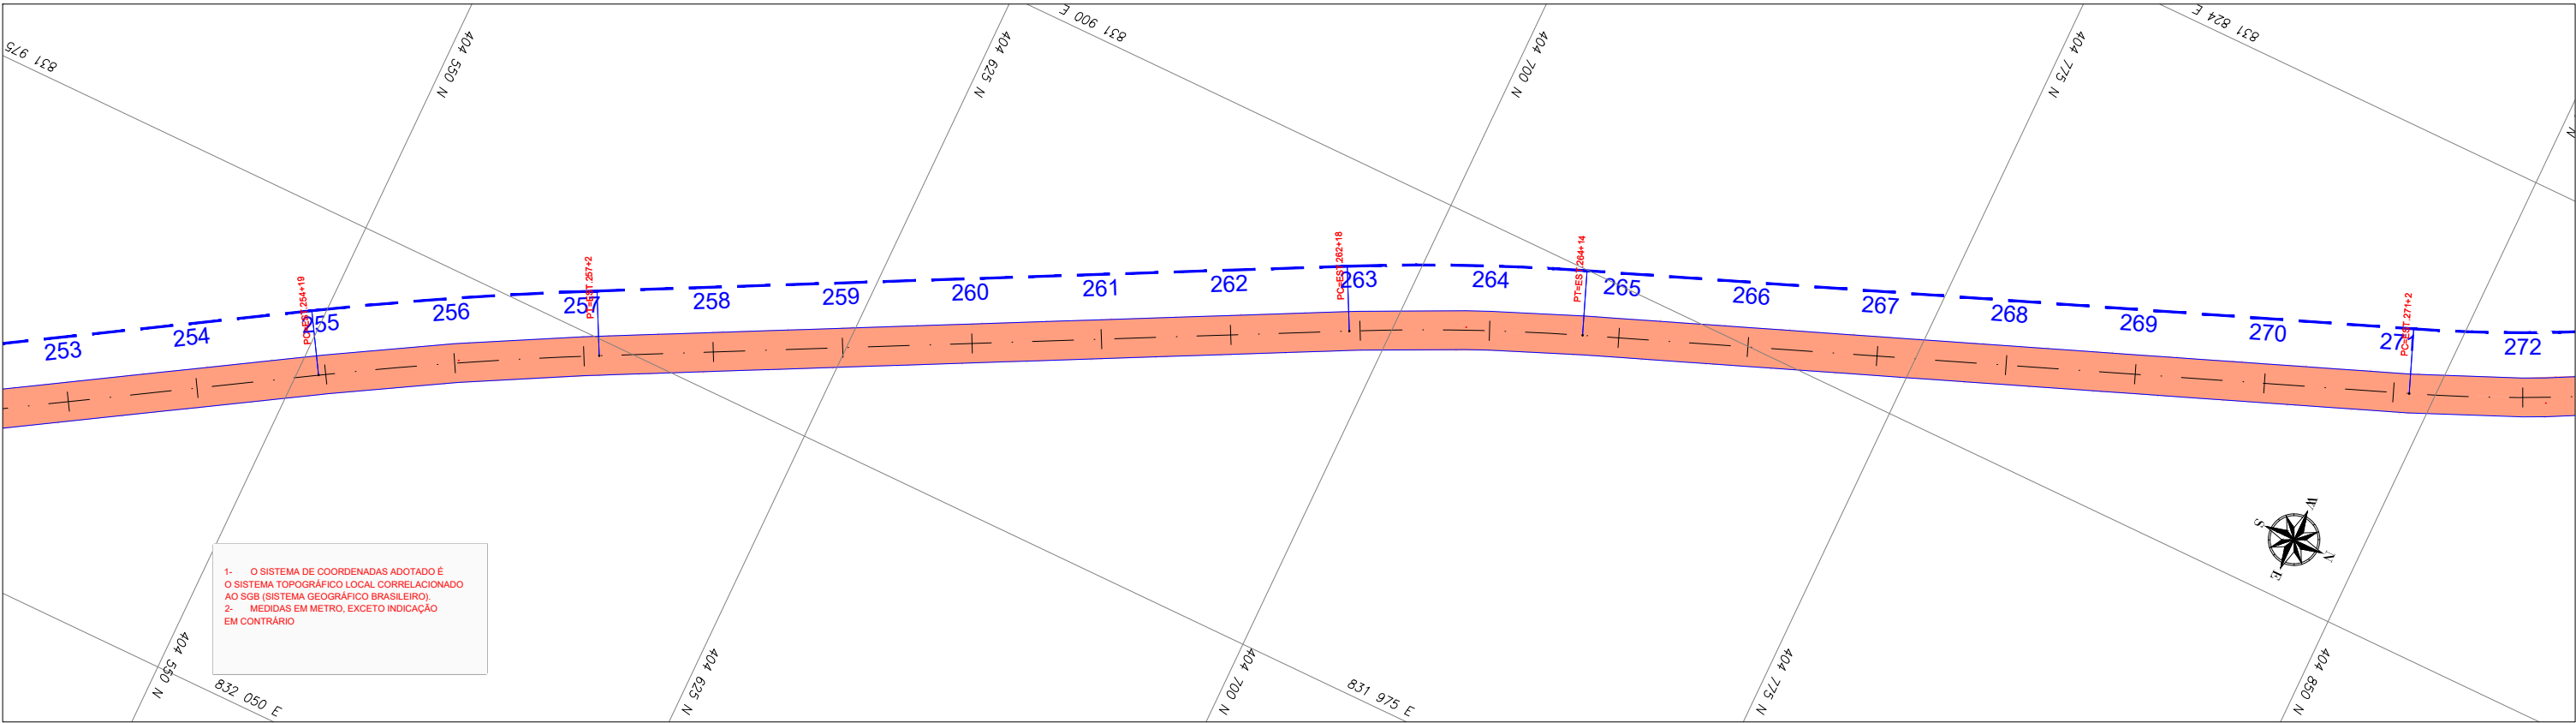 831 975
404 550 N
404 625 N
831 900 E
404 700 N
404 775 N
831 824 E
N
PC=EST.254+19
PT=EST.257+2
PC=EST.262+18
PT=EST.264+14
PC=EST.271+2
253
254
255
256
257
258
259
260
261
262
263
264
265
266
267
268
269
270
271
272
W
S
N
E
1- O SISTEMA DE COORDENADAS ADOTADO É
O SISTEMA TOPOGRÁFICO LOCAL CORRELACIONADO
AO SGB (SISTEMA GEOGRÁFICO BRASILEIRO).
2- MEDIDAS EM METRO, EXCETO INDICAÇÃO
EM CONTRÁRIO
404 550 N
832 050 E
404 625 N
404 700 N
831 975 E
404 775 N
404 850 N